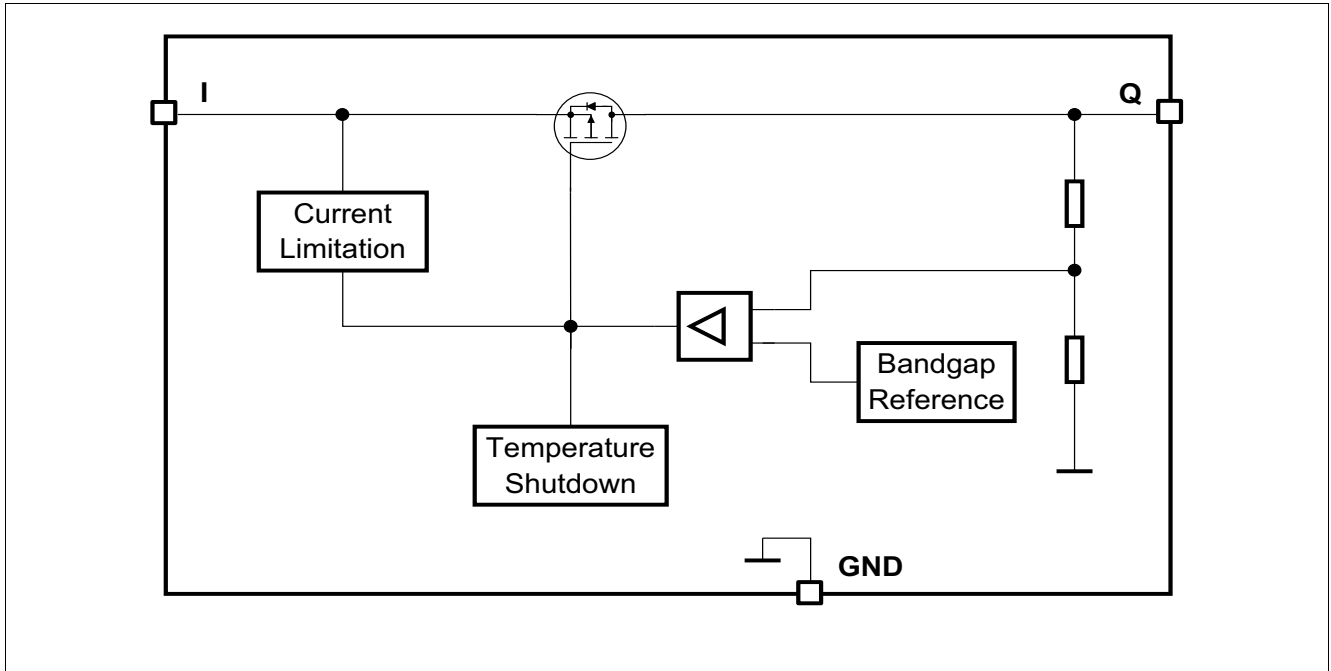 I
Q
Current
Limitation
Bandgap
Reference
Temperature
Shutdown
GND